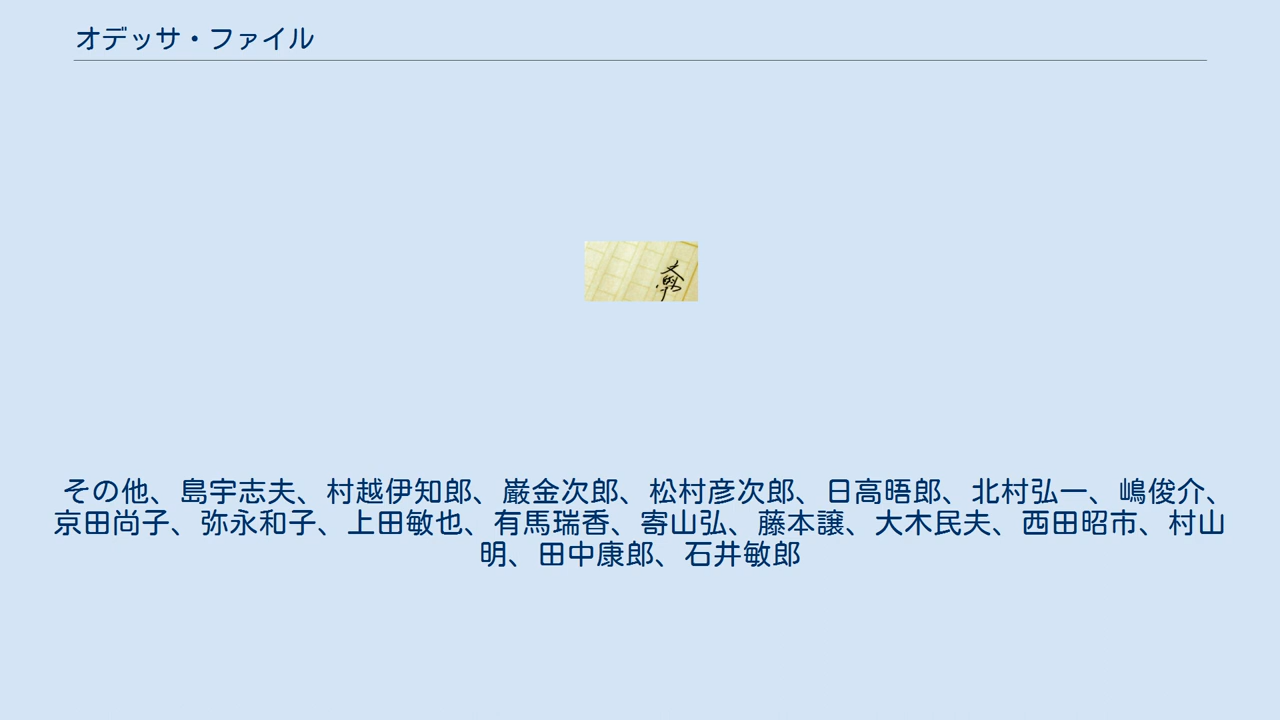 オデッサ・ファイル
その他、島宇志夫、村越伊知郎、巌金次郎、松村彦次郎、日高晤郎、北村弘一、嶋俊介、
京田尚子、弥永和子、上田敏也、有馬瑞香、寄山弘、藤本譲、大木民夫、西田昭市、村山
明、田中康郎、石井敏郎